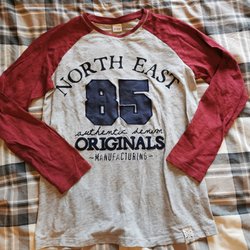 NORTH EAST
85
authentic denim
ORIGINALS
~MANUFACTURING~